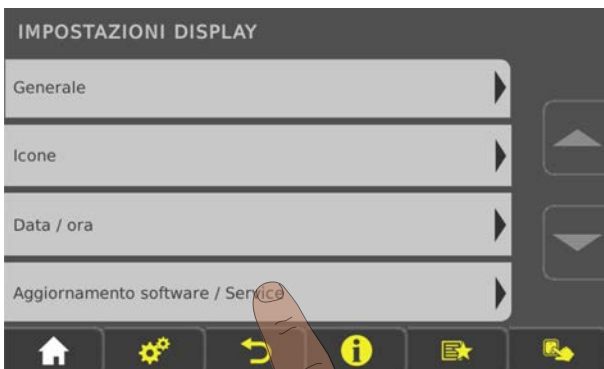 IMPOSTAZIONI DISPLAY
Generale
Icone
Data / ora
Aggiornamento software / Service